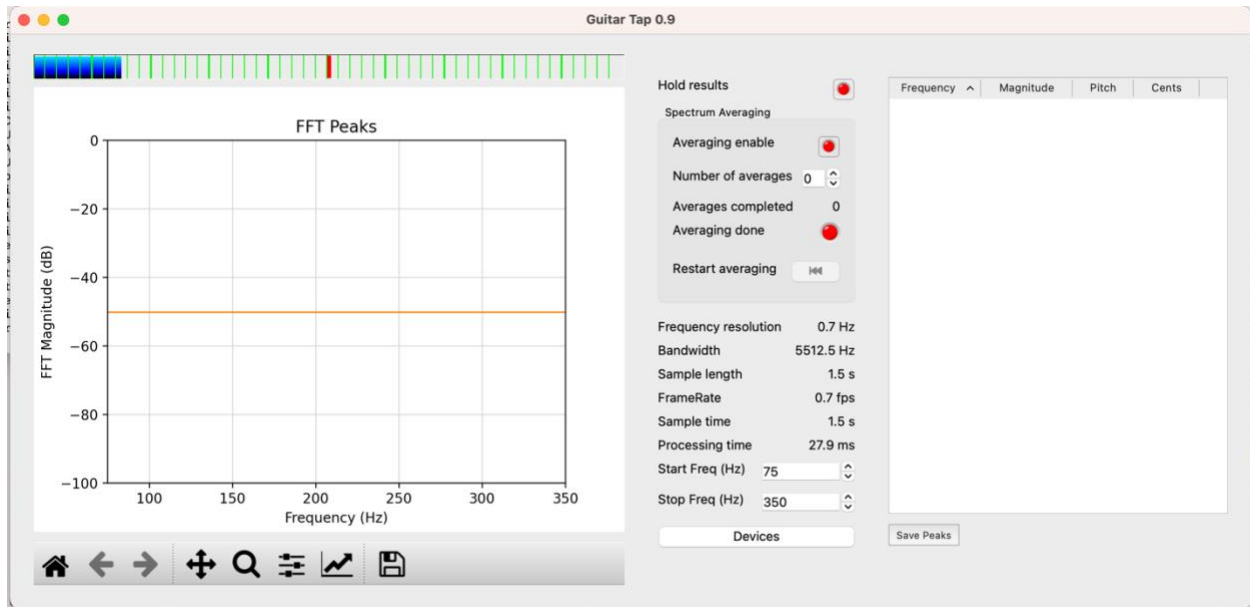 Guitar Tap 0.9
FFT Peaks
0
−20
−40
−60
−80
−100
FFT Magnitude (dB)
100 150 200 250 300 350
Frequency (Hz)
Hold results
Spectrum Averaging
Averaging enable
Number of averages 0
Averages completed 0
Averaging done
Restart averaging
Frequency resolution 0.7 Hz
Bandwidth 5512.5 Hz
Sample length 1.5 s
FrameRate 0.7 fps
Sample time 1.5 s
Processing time 27.9 ms
Start Freq (Hz) 75
Stop Freq (Hz) 350
Devices
Frequency Magnitude Pitch Cents
Save Peaks